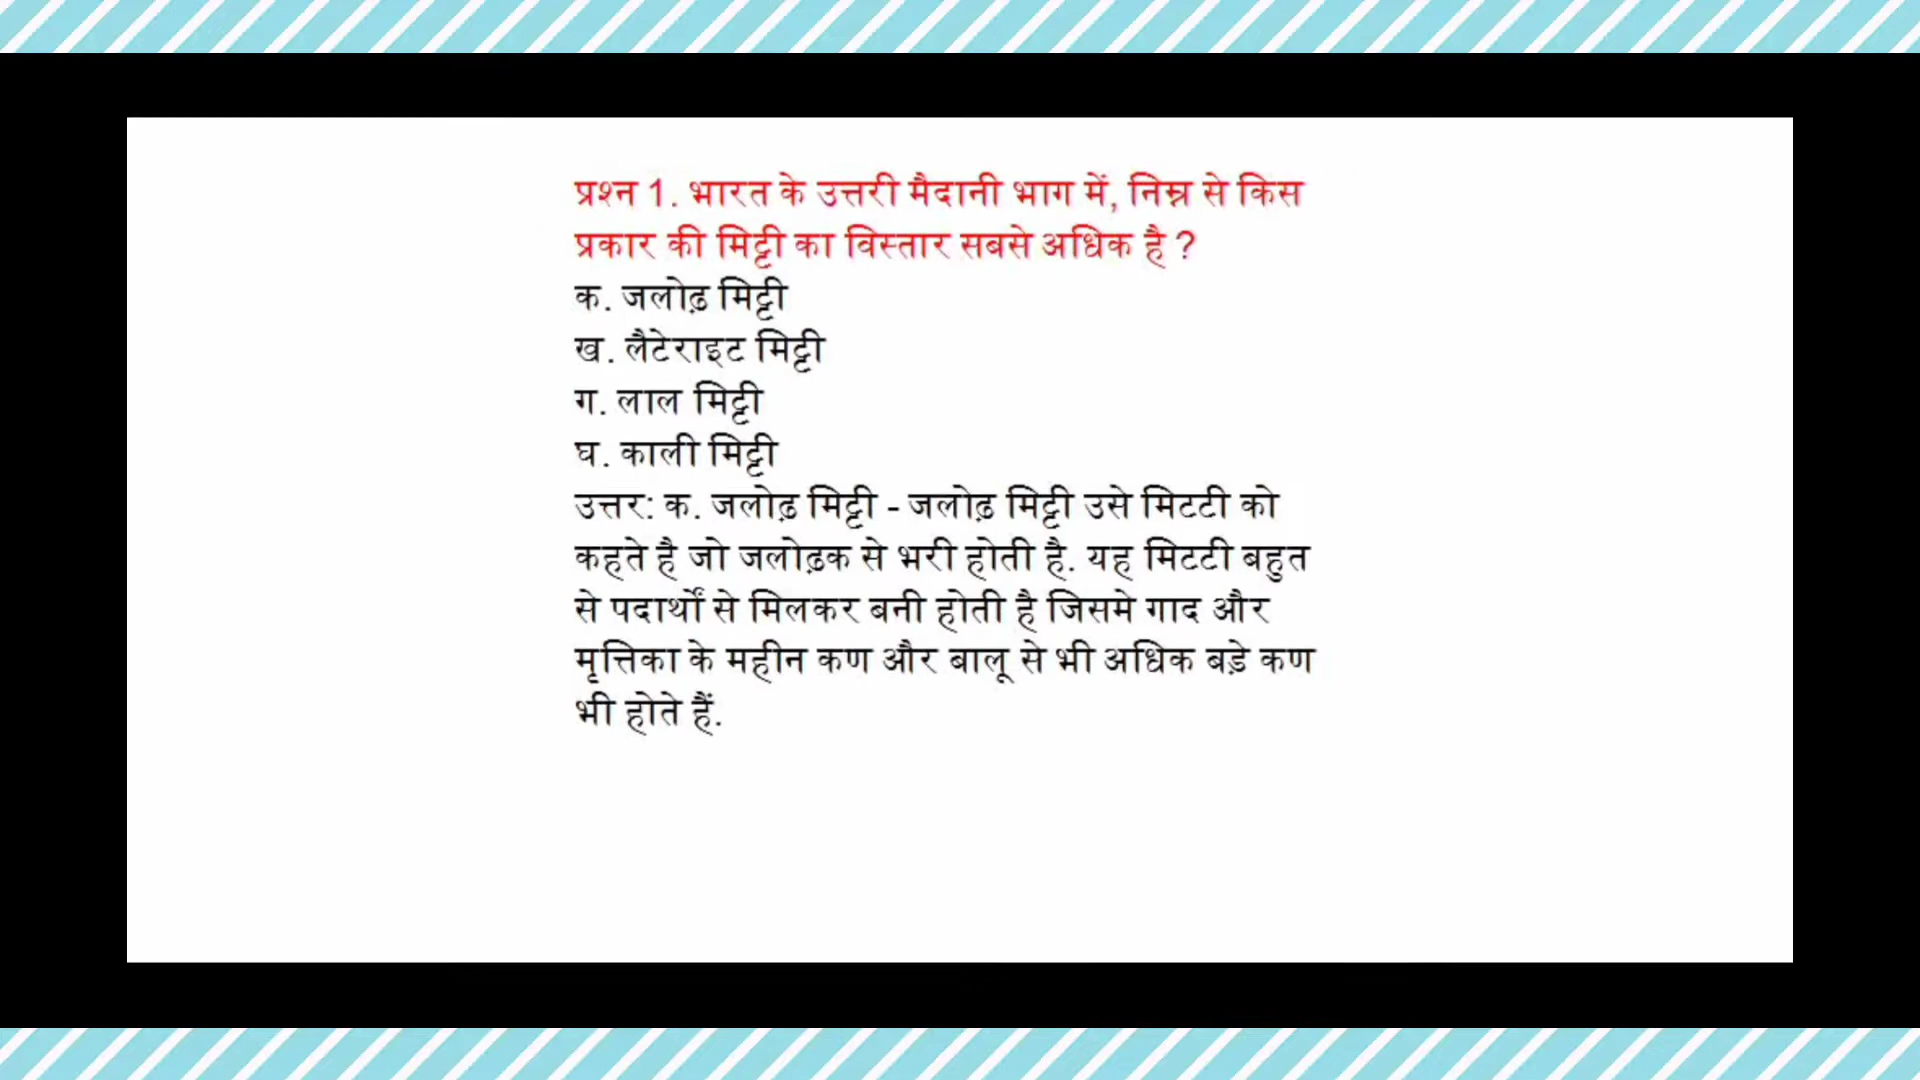 प्रश्न 1. भारत के उत्तरी मैदानी भाग में, निम्न से किस
प्रकार की मिट्टी का विस्तार सबसे अधिक है ?
क. जलोढ़ मिट्टी
ख. लैटेराइट मिट्टी
ग. लाल मिट्टी
घ. काली मिट्टी
उत्तर: क. जलोढ़ मिट्टी - जलोढ़ मिट्टी उसे मिटटी को
कहते है जो जलोढ़क से भरी होती है. यह मिटटी बहुत
से पदार्थों से मिलकर बनी होती है जिसमे गाद और
मृत्तिका के महीन कण और बालू से भी अधिक बड़े कण
भी होते हैं.